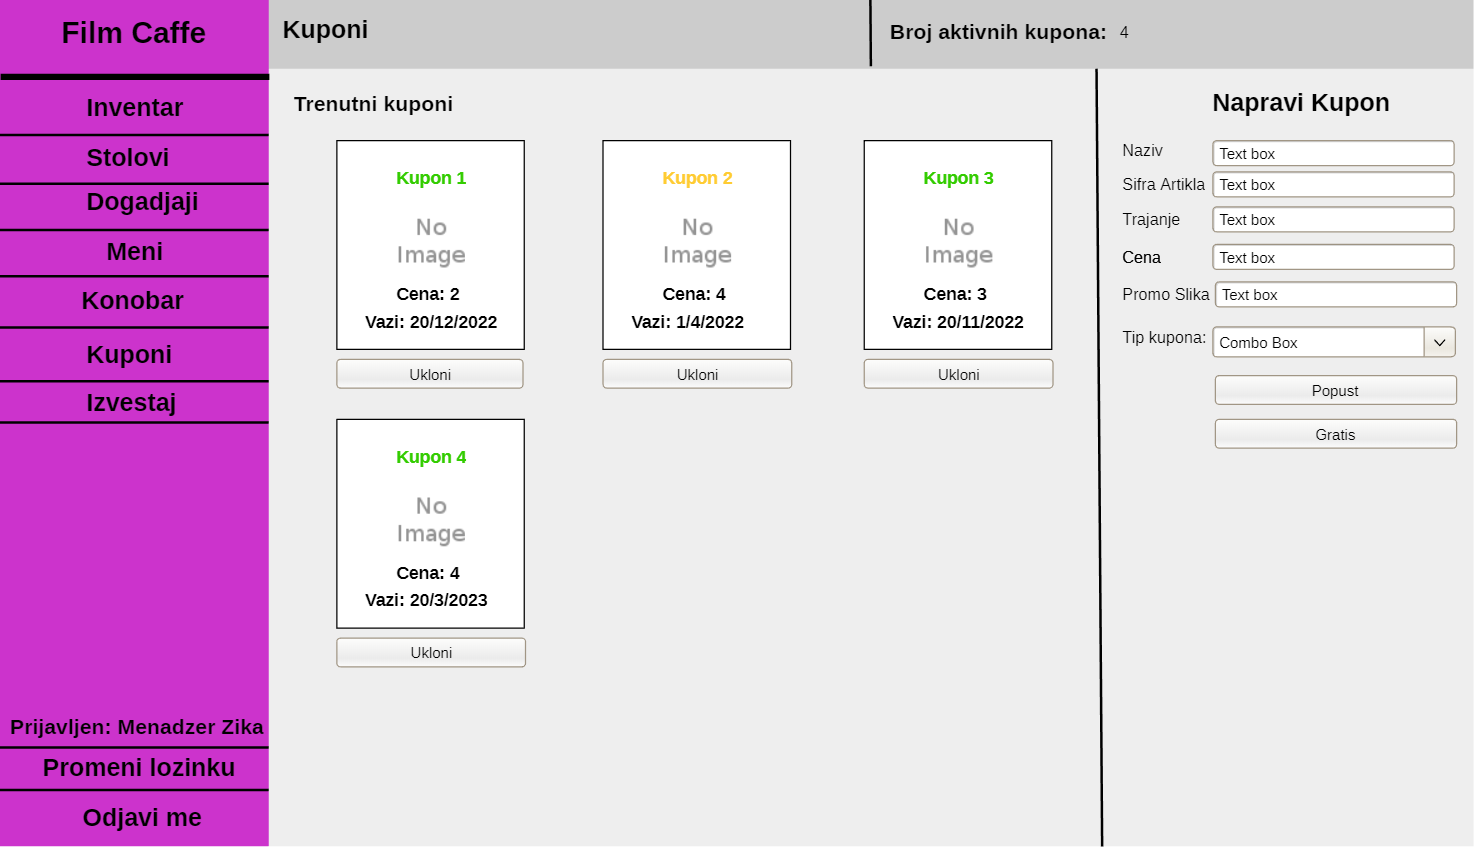 Film Caffe
Inventar
Stolovi
Dogadjaji
Meni
Konobar
Kuponi
Izvestaj
Prijavljen: Menadzer Zika
Promeni lozinku
Odjavi me
Kuponi
Broj aktivnih kupona: 4
Trenutni kuponi
Kupon 1
No
Image
Cena: 2
Vazi: 20/12/2022
Ukloni
Kupon 2
No
Image
Cena: 4
Vazi: 1/4/2022
Ukloni
Kupon 3
No
Image
Cena: 3
Vazi: 20/11/2022
Ukloni
Kupon 4
No
Image
Cena: 4
Vazi: 20/3/2023
Ukloni
Napravi Kupon
Naziv Text box
Sifra Artikla Text box
Trajanje Text box
Cena Text box
Promo Slika Text box
Tip kupona: Combo Box
Popust
Gratis